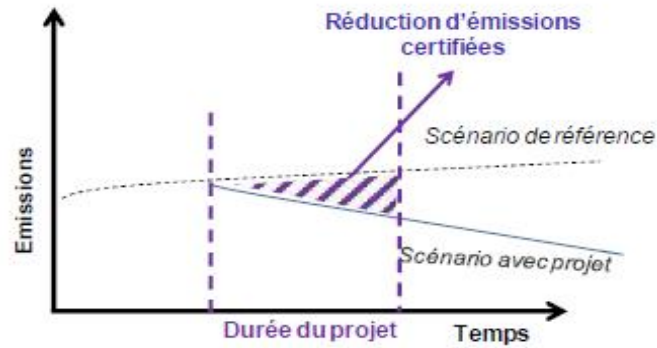 Réduction d'émissions
certifiées
Scénario de référence
Emissions
Scénario avec projet
Durée du projet
Temps